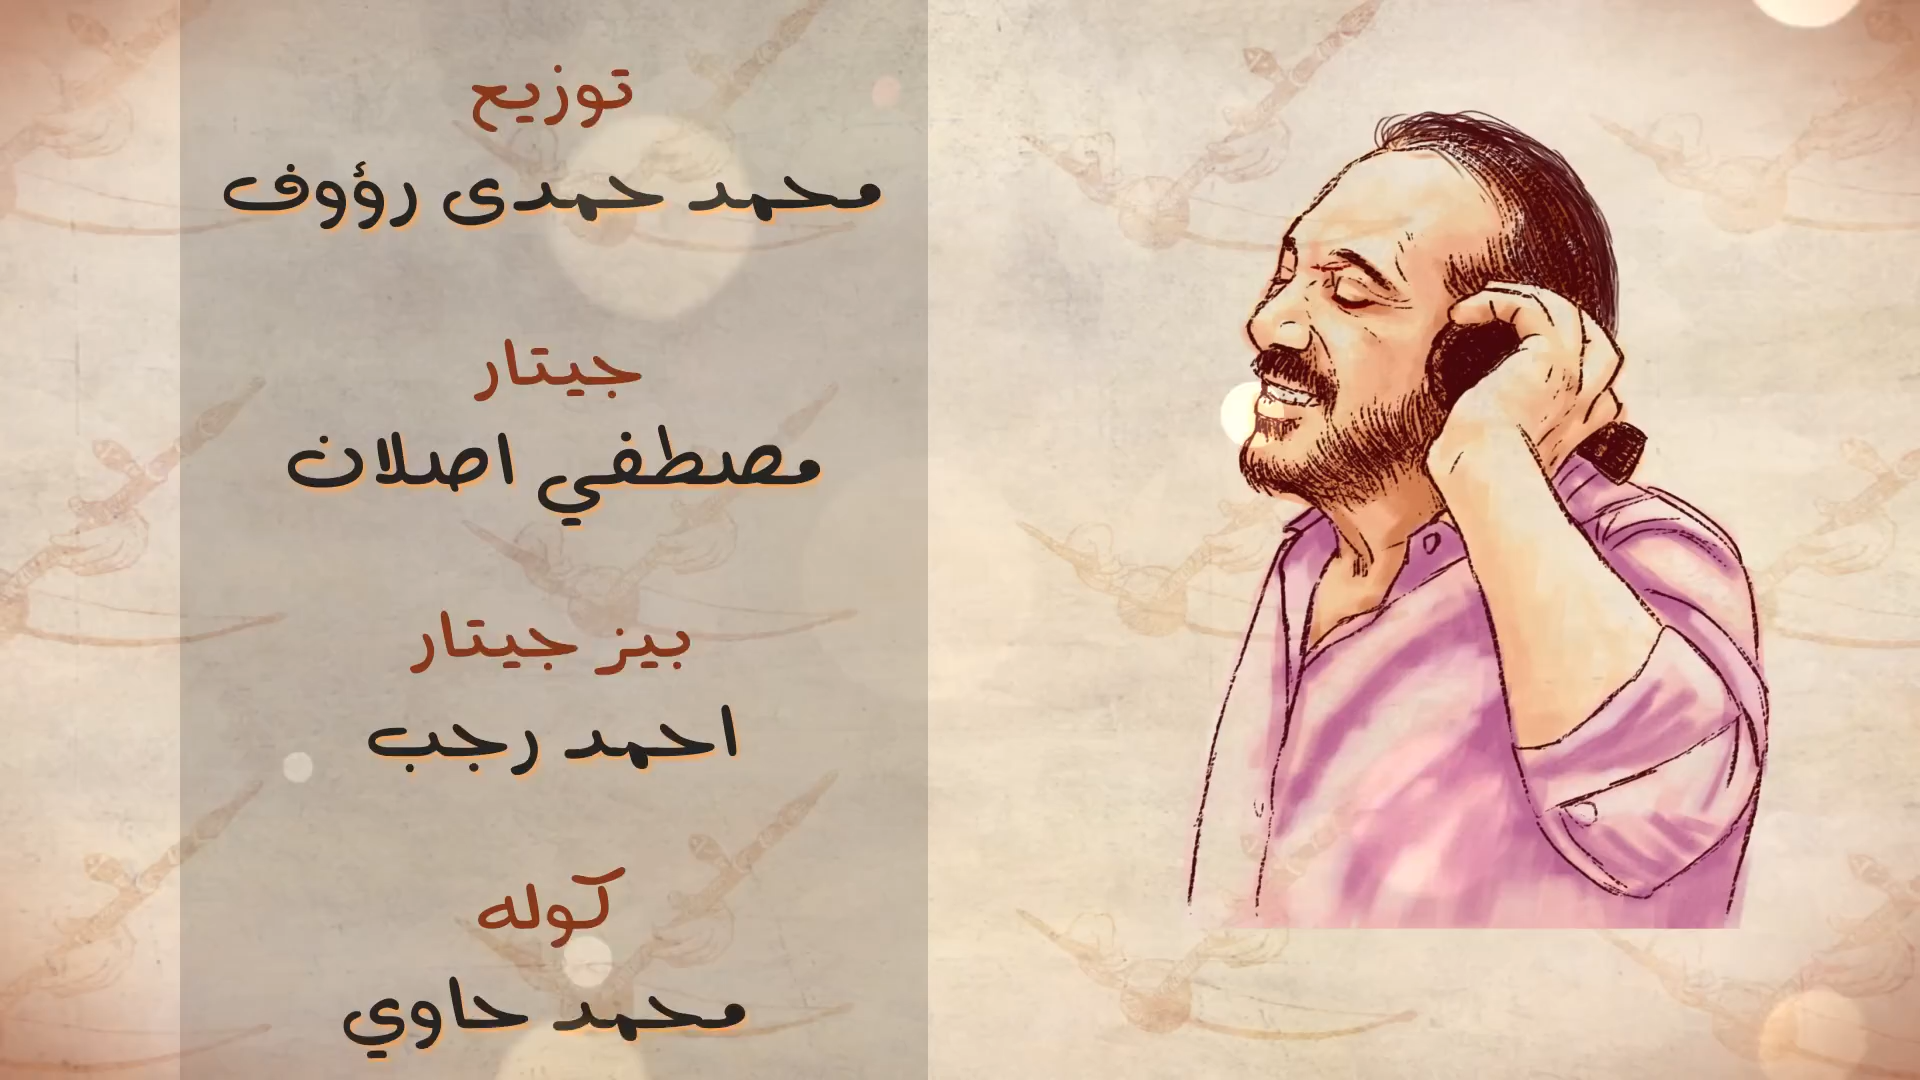 توزيع
محمد حمدى رؤوف
جيتار
مصطفي اصلان
بيز جيتار
احمد رجب
كوله
محمد حاوي